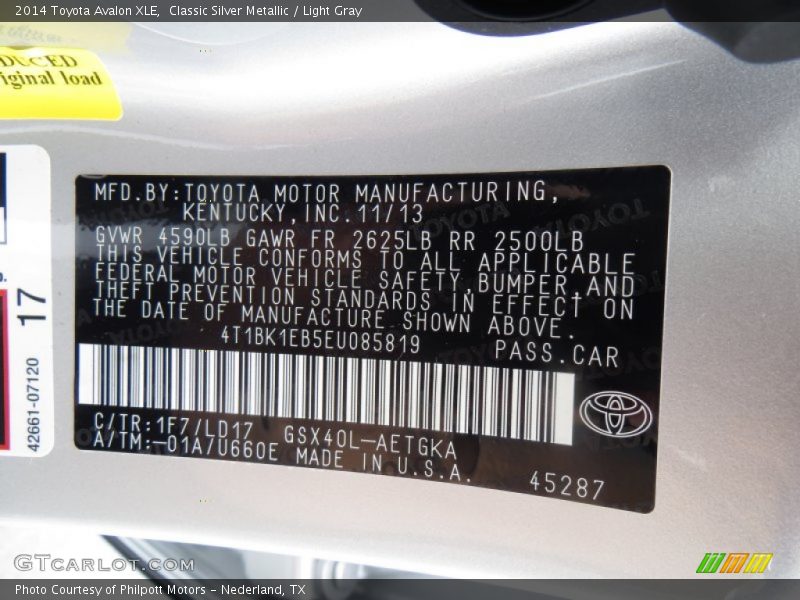 2014 Toyota Avalon XLE, Classic Silver Metallic / Light Gray
DUCED
iginal load
17
42661-07120
MFD.BY:TOYOTA MOTOR MANUFACTURING,
KENTUCKY,INC.11/13
GVWR 4590LB GAWR FR 2625LB RR 2500LB
THIS VEHICLE CONFORMS TO ALL APPLICABLE
FEDERAL MOTOR VEHICLE SAFETY,BUMPER,AND
THEFT PREVENTION STANDARDS IN EFFECT ON
THE DATE OF MANUFACTURE SHOWN ABOVE.
4T1BK1EB5EU085819 PASS.CAR
C/TR:1F7/LD17 GSX40L-AETGKA
A/TM:-01A/U660E MADE IN U.S.A.
45287
GTcarlot.com
Photo Courtesy of Philpott Motors - Nederland, TX